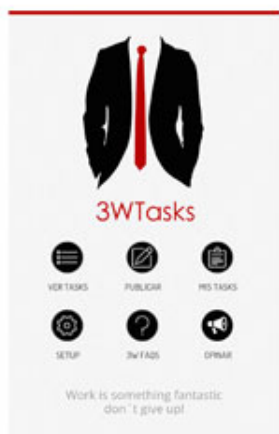 3WTasks
VER TASKS
PUBLICAR
MIS TASKS
SETUP
3W FAQS
OPINAR
Work is something fantastic
don´t give up!